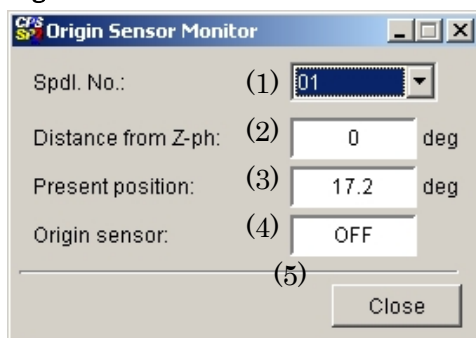 CPS SP2 Origin Sensor Monitor
Spdl. No.: (1) 01
Distance from Z-ph: (2) 0 deg
Present position: (3) 17.2 deg
Origin sensor: (4) OFF
(5)
Close